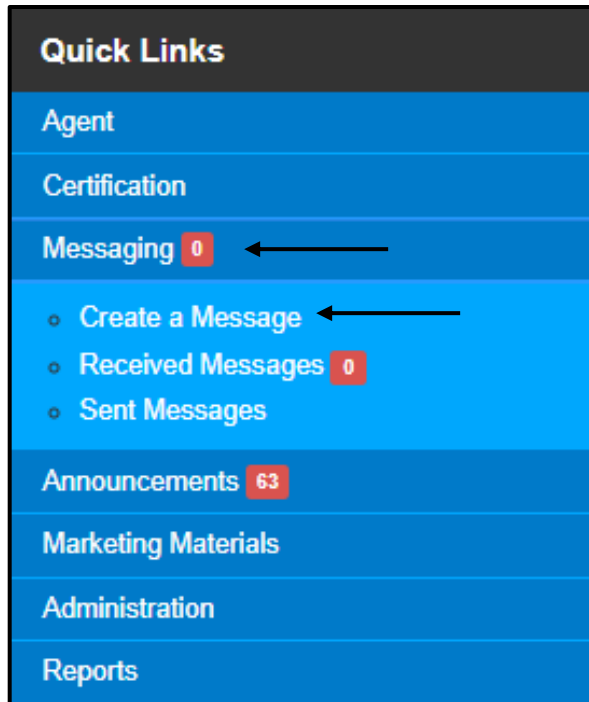 Quick Links
Agent
Certification
Messaging 0
Create a Message
Received Messages 0
Sent Messages
Announcements 63
Marketing Materials
Administration
Reports